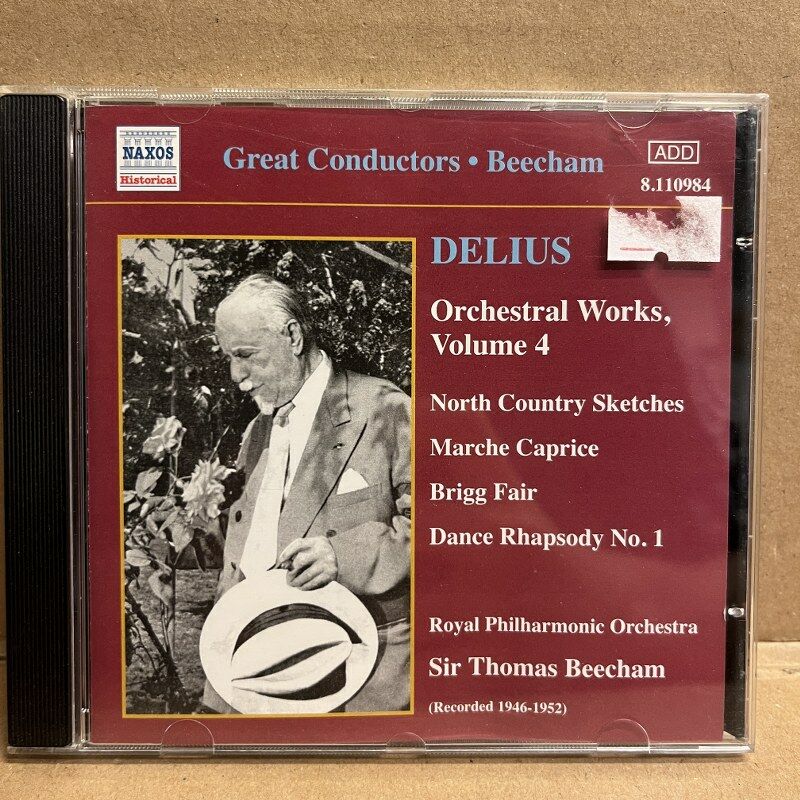 NAXOS
Historical
Great Conductors • Beecham
ADD
8.110984
DELIUS
Orchestral Works,
Volume 4
North Country Sketches
Marche Caprice
Brigg Fair
Dance Rhapsody No. 1
Royal Philharmonic Orchestra
Sir Thomas Beecham
(Recorded 1946-1952)